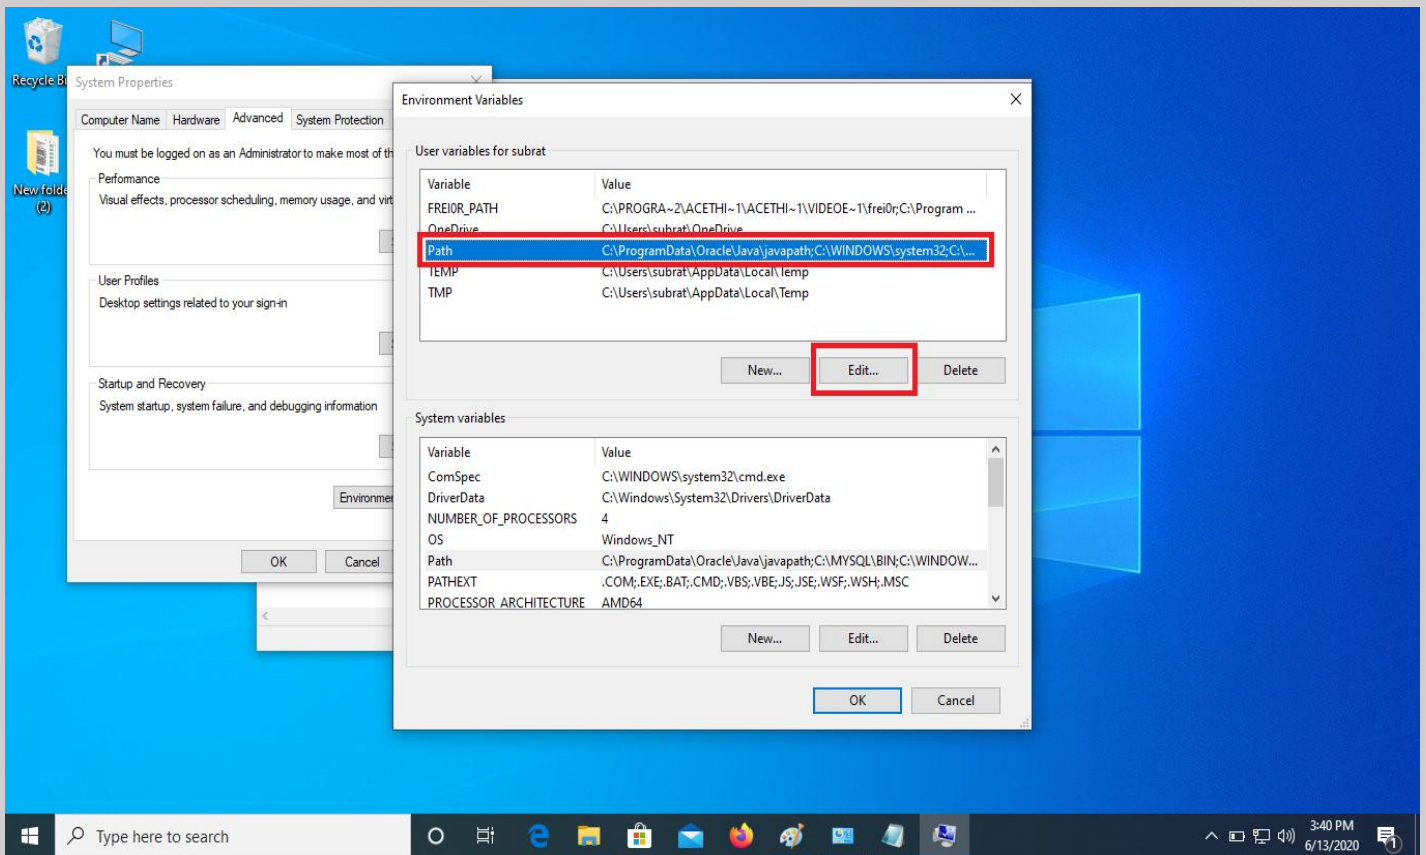 Recycle Bi
New folde
(2)
System Properties
Computer Name Hardware Advanced System Protection
You must be logged on as an Administrator to make most of th
Performance
Visual effects, processor scheduling, memory usage, and virt
User Profiles
Desktop settings related to your sign-in
Startup and Recovery
System startup, system failure, and debugging information
Environme
OK Cancel
Environment Variables
User variables for subrat
Variable Value
FREI0R_PATH C:\PROGRA~2\ACETHI~1\ACETHI~1\VIDEOE~1\frei0r;C:\Program ...
OneDrive C:\Users\subrat\OneDrive
Path C:\ProgramData\Oracle\Java\javapath;C:\WINDOWS\system32;C:\...
TEMP C:\Users\subrat\AppData\Local\Temp
TMP C:\Users\subrat\AppData\Local\Temp
New... Edit... Delete
System variables
Variable Value
ComSpec C:\WINDOWS\system32\cmd.exe
DriverData C:\Windows\System32\Drivers\DriverData
NUMBER_OF_PROCESSORS 4
OS Windows_NT
Path C:\ProgramData\Oracle\Java\javapath;C:\MYSQL\BIN;C:\WINDOW...
PATHEXT .COM;.EXE;.BAT;.CMD;.VBS;.VBE;.JS;.JSE;.WSF;.WSH;.MSC
PROCESSOR ARCHITECTURE AMD64
New... Edit... Delete
OK Cancel
Type here to search
3:40 PM
6/13/2020
1